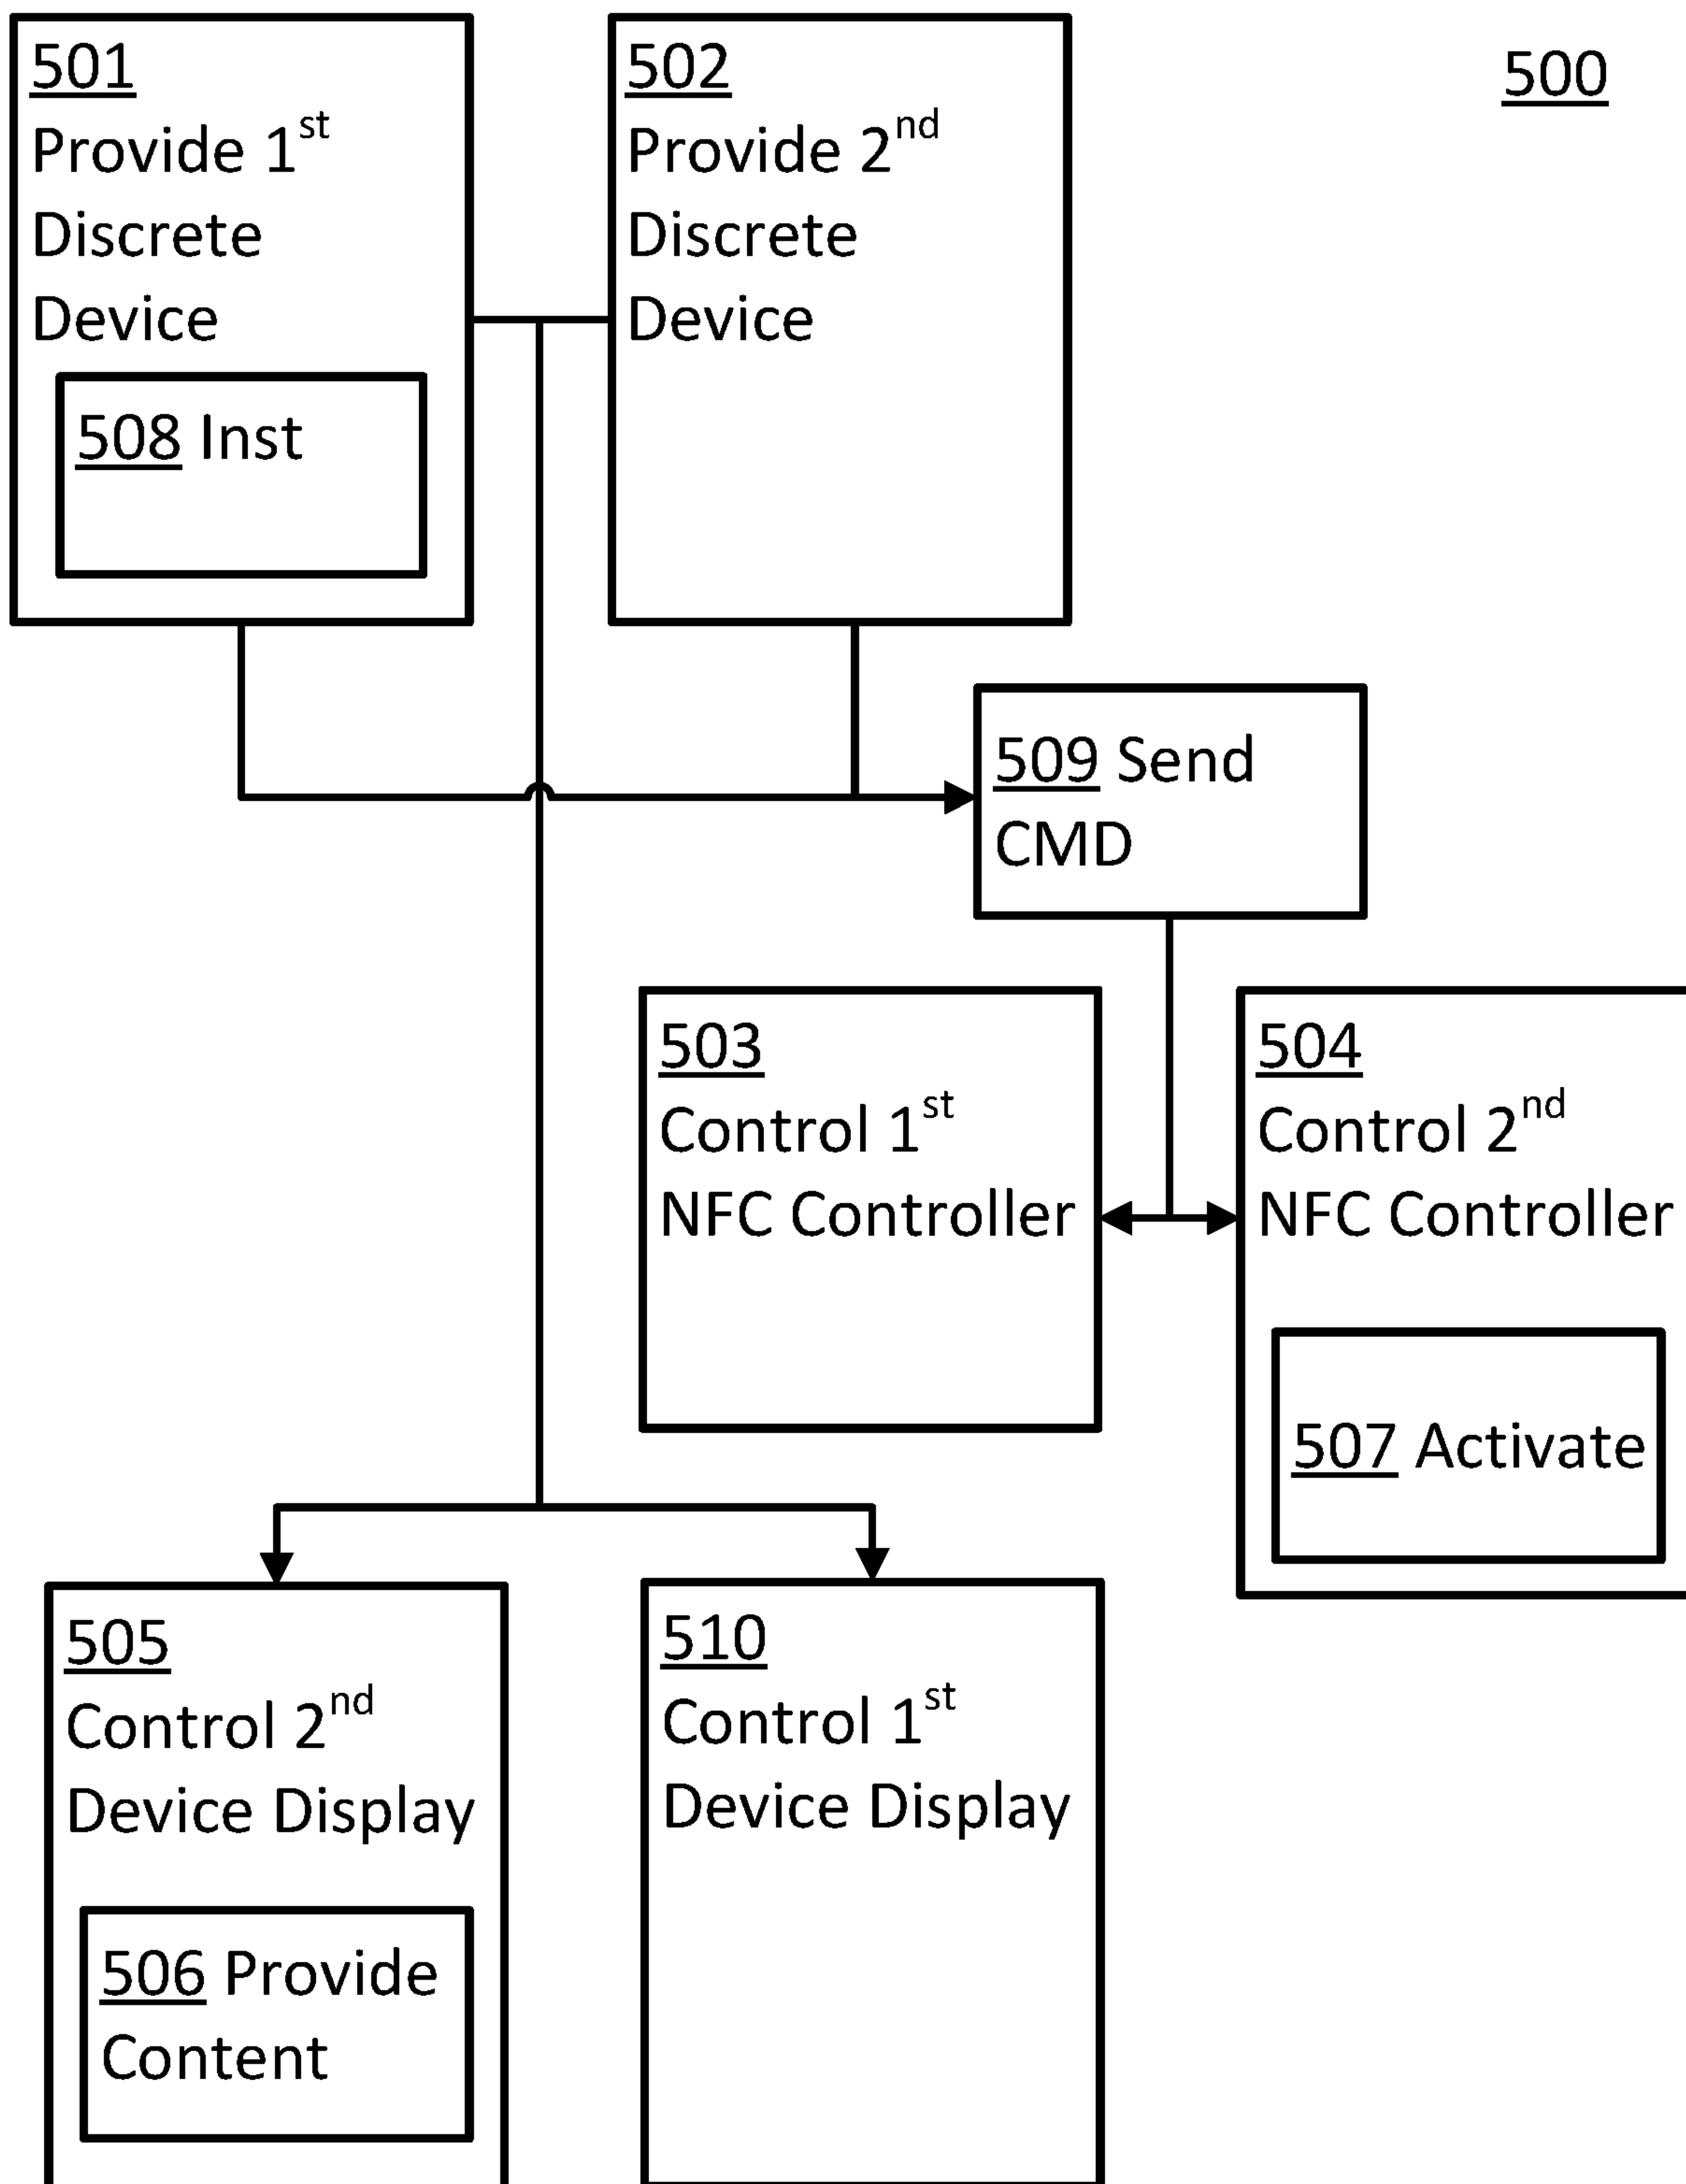 501
Provide 1st
Discrete
Device
508 Inst
502
Provide 2nd
Discrete
Device
500
509 Send
CMD
503
Control 1st
NFC Controller
504
Control 2nd
NFC Controller
507 Activate
505
Control 2nd
Device Display
506 Provide
Content
510
Control 1st
Device Display